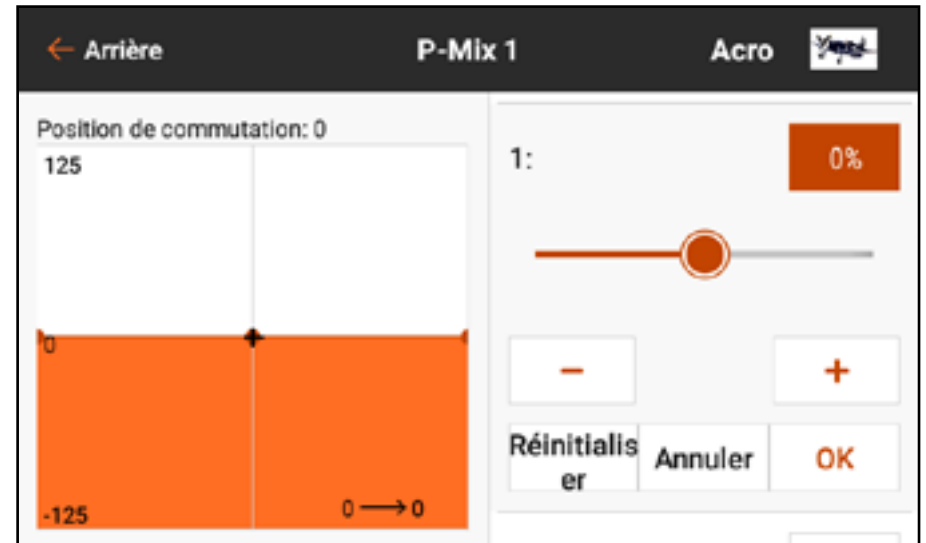 ← Arrière
P-Mix 1
Acro
Position de commutation: 0
125
0
-125
0 → 0
1:
0%
−
+
Réinitialis
er
Annuler
OK